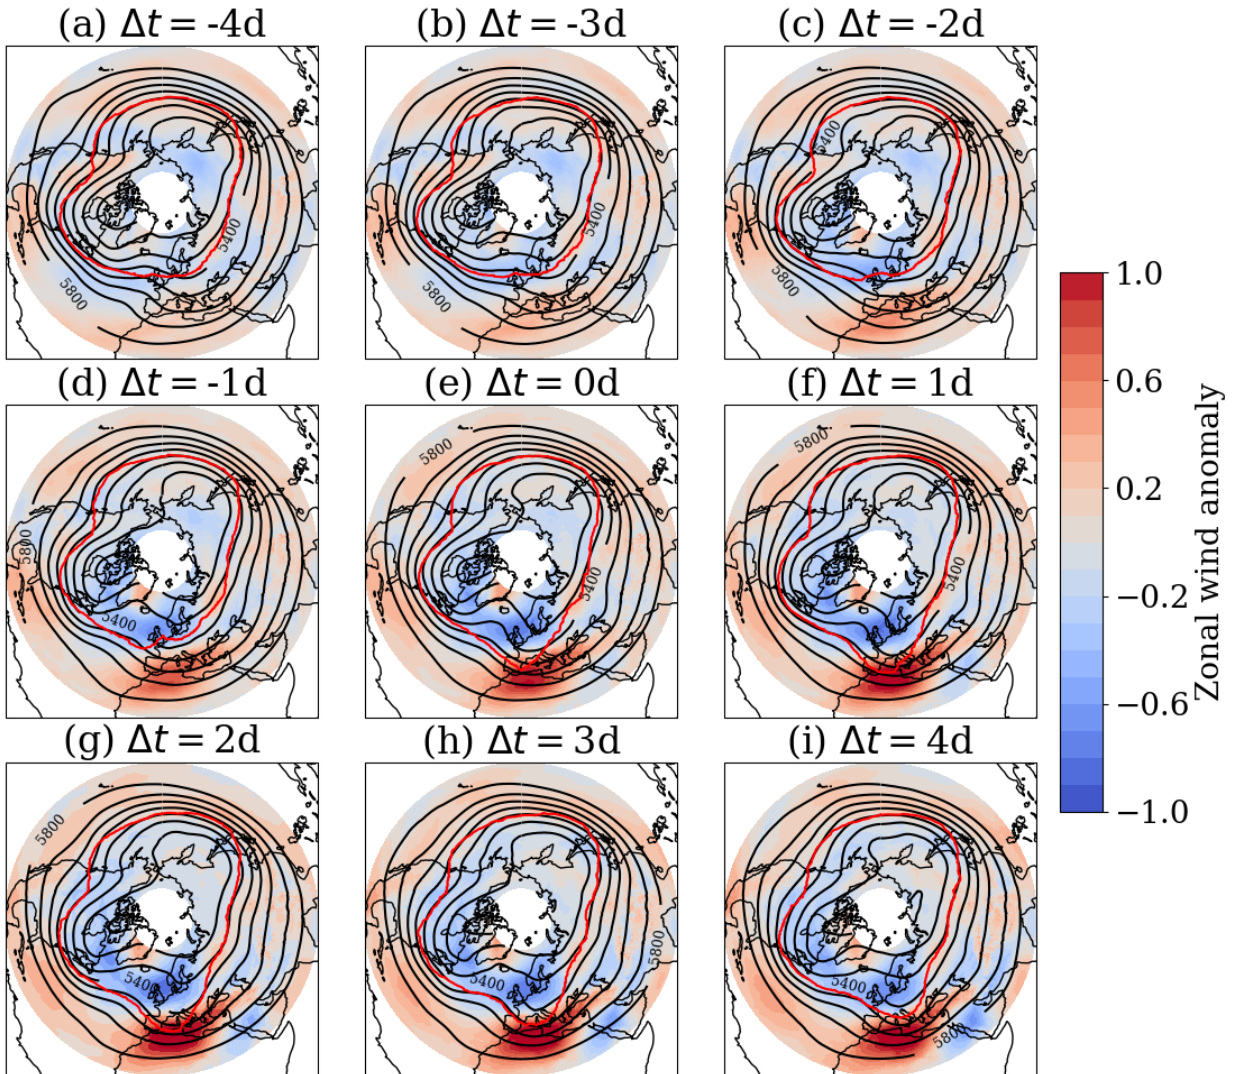 (a) Δt = -4d
(b) Δt = -3d
(c) Δt = -2d
5400
5800
5400
5800
5400
5800
(d) Δt = -1d
(e) Δt = 0d
(f) Δt = 1d
5800
5400
5800
5400
5800
5400
(g) Δt = 2d
(h) Δt = 3d
(i) Δt = 4d
5800
5400
5800
5400
5400
5800
1.0
0.6
0.2
−0.2
−0.6
−1.0
Zonal wind anomaly